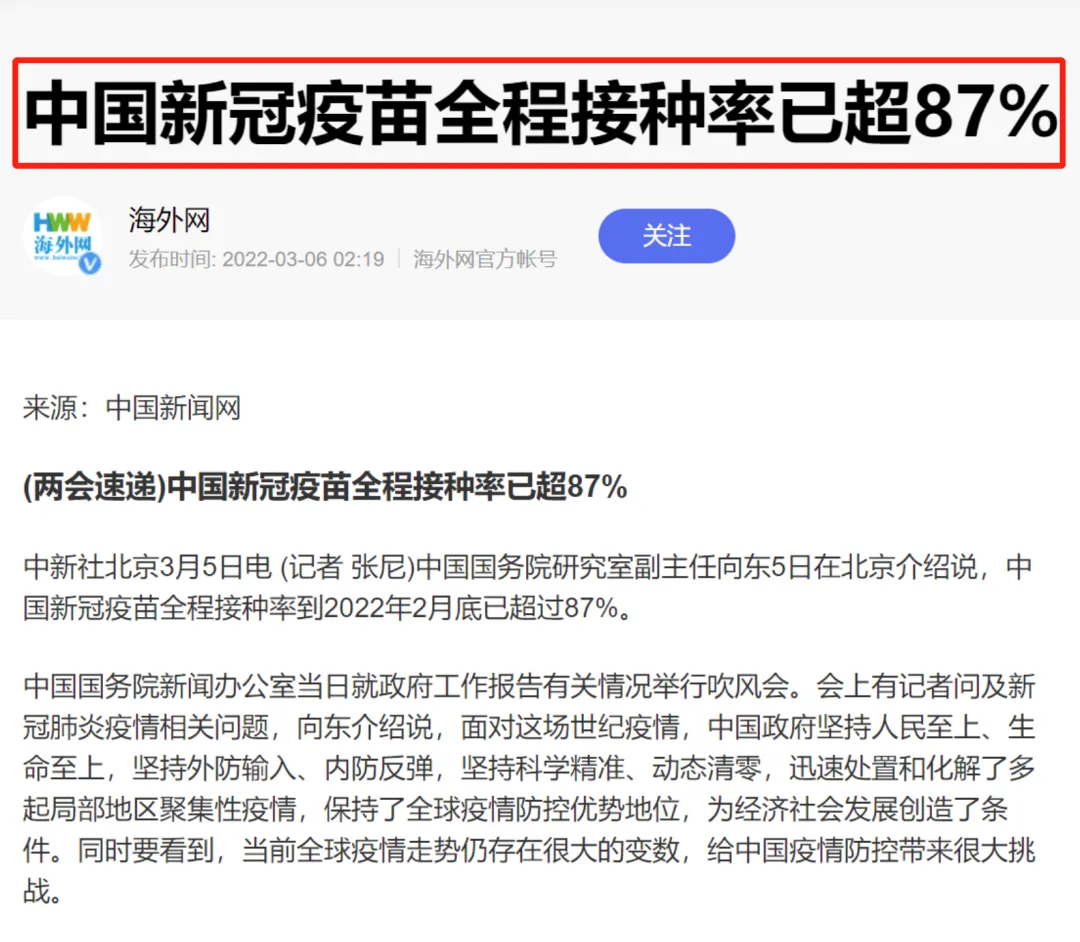 中国新冠疫苗全程接种率已超87%
HWW
海外网
海外网
发布时间: 2022-03-06 02:19
海外网官方帐号
关注
来源：中国新闻网
(两会速递)中国新冠疫苗全程接种率已超87%
中新社北京3月5日电 (记者 张尼)中国国务院研究室副主任向东5日在北京介绍说，中
国新冠疫苗全程接种率到2022年2月底已超过87%。
中国国务院新闻办公室当日就政府工作报告有关情况举行吹风会。会上有记者问及新
冠肺炎疫情相关问题，向东介绍说，面对这场世纪疫情，中国政府坚持人民至上、生
命至上，坚持外防输入、内防反弹，坚持科学精准、动态清零，迅速处置和化解了多
起局部地区聚集性疫情，保持了全球疫情防控优势地位，为经济社会发展创造了条
件。同时要看到，当前全球疫情走势仍存在很大的变数，给中国疫情防控带来很大挑
战。